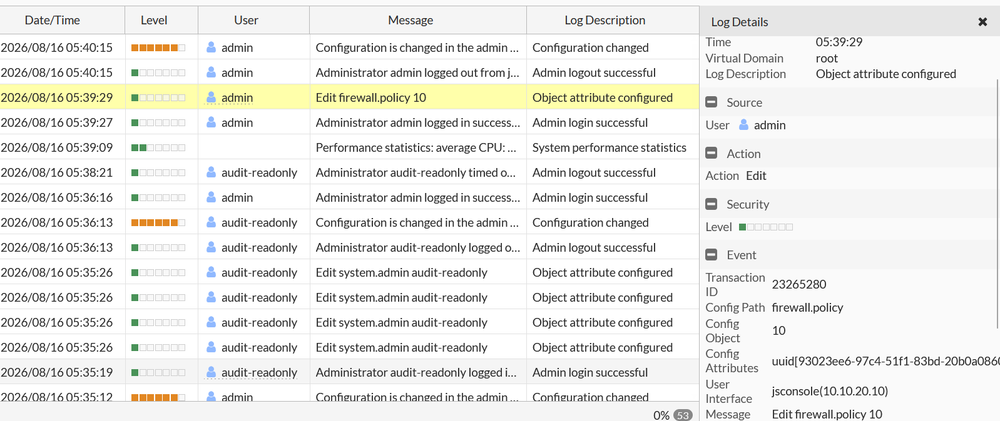 Date/Time Level User Message Log Description
2026/08/16 05:40:15 admin Configuration is changed in the admin ... Configuration changed
2026/08/16 05:40:15 admin Administrator admin logged out from j... Admin logout successful
2026/08/16 05:39:29 admin Edit firewall.policy 10 Object attribute configured
2026/08/16 05:39:27 admin Administrator admin logged in success... Admin login successful
2026/08/16 05:39:09 Performance statistics: average CPU: ... System performance statistics
2026/08/16 05:38:21 audit-readonly Administrator audit-readonly timed o... Admin logout successful
2026/08/16 05:36:16 admin Administrator admin logged in success... Admin login successful
2026/08/16 05:36:13 audit-readonly Configuration is changed in the admin ... Configuration changed
2026/08/16 05:36:13 audit-readonly Administrator audit-readonly logged o... Admin logout successful
2026/08/16 05:35:26 audit-readonly Edit system.admin audit-readonly Object attribute configured
2026/08/16 05:35:26 audit-readonly Edit system.admin audit-readonly Object attribute configured
2026/08/16 05:35:26 audit-readonly Edit system.admin audit-readonly Object attribute configured
2026/08/16 05:35:26 audit-readonly Edit system.admin audit-readonly Object attribute configured
2026/08/16 05:35:19 audit-readonly Administrator audit-readonly logged i... Admin login successful
2026/08/16 05:35:12 admin Configuration is changed in the admin ... Configuration changed
0% 53
Log Details
Time 05:39:29
Virtual Domain root
Log Description Object attribute configured
Source
User admin
Action
Action Edit
Security
Level
Event
Transaction
ID 23265280
Config Path firewall.policy
Config
Object 10
Config
Attributes uuid[93023ee6-97c4-51f1-83bd-20b0a0860
User
Interface jsconsole(10.10.20.10)
Message Edit firewall.policy 10